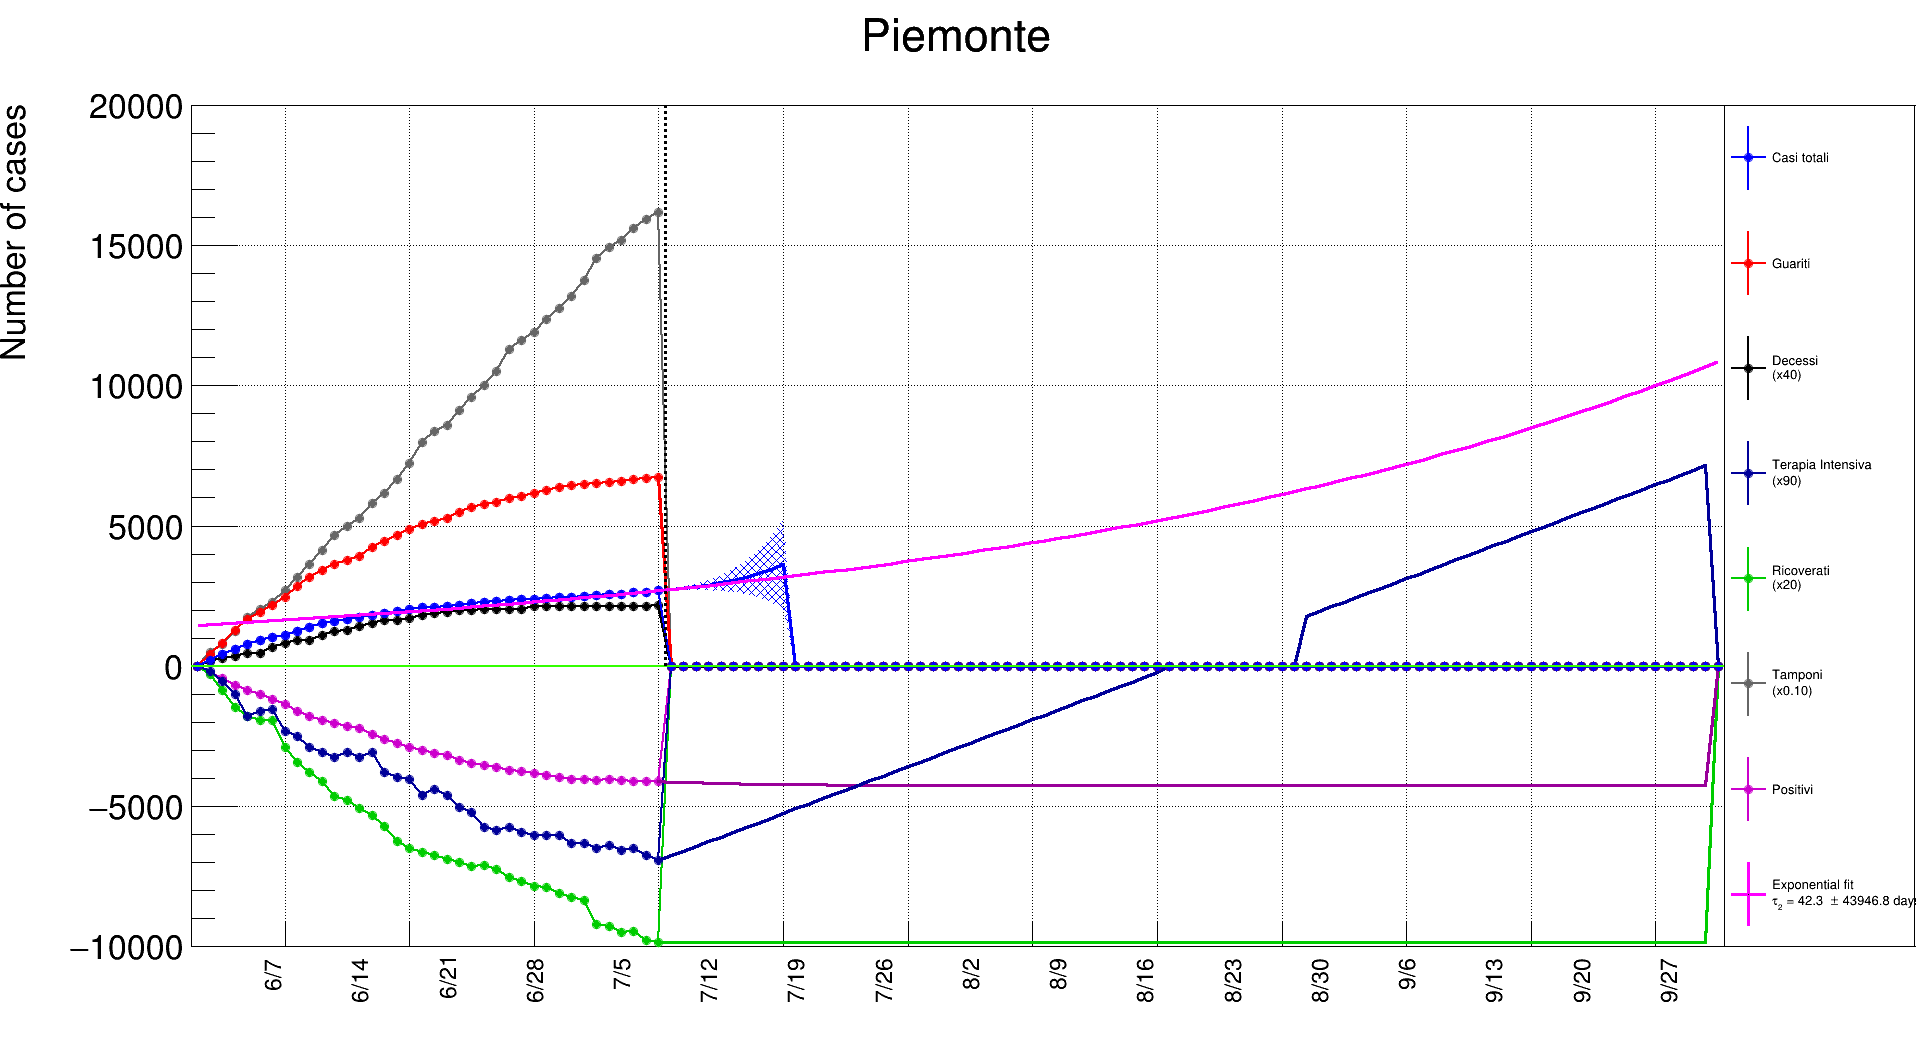 Piemonte
Number of cases
20000
15000
10000
5000
0
−5000
−10000
6/7
6/14
6/21
6/28
7/5
7/12
7/19
7/26
8/2
8/9
8/16
8/23
8/30
9/6
9/13
9/20
9/27
Casi totali
Guariti
Decessi
(x40)
Terapia Intensiva
(x90)
Ricoverati
(x20)
Tamponi
(x0.10)
Positivi
Exponential fit
τ2 = 42.3 ± 43946.8 days